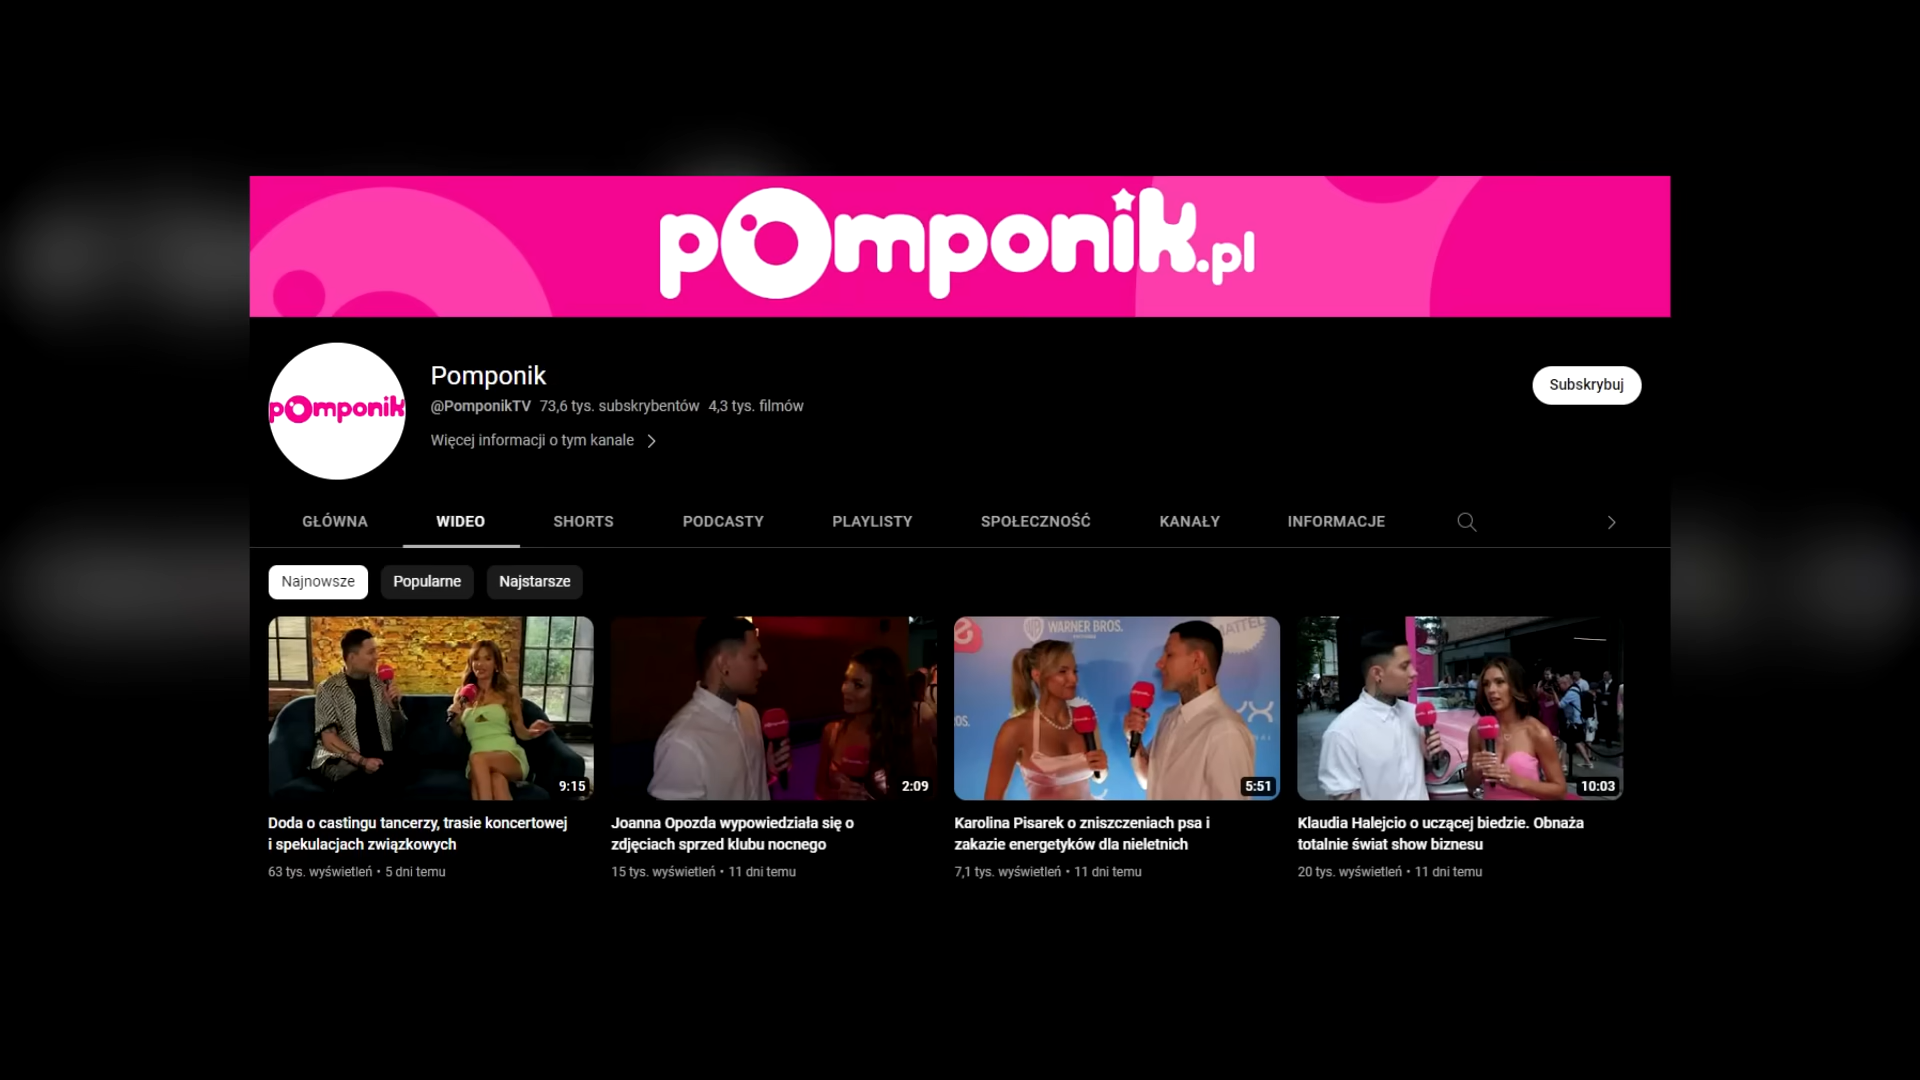 pomponik.pl
pomponik
Pomponik
@PomponikTV 73,6 tys. subskrybentów 4,3 tys. filmów
Więcej informacji o tym kanale
Subskrybuj
GŁÓWNA WIDEO SHORTS PODCASTY PLAYLISTY SPOŁECZNOŚĆ KANAŁY INFORMACJE
Najnowsze Popularne Najstarsze
WARNER BROS.
MATTEL
9:15 2:09 5:51 10:03
Doda o castingu tancerzy, trasie koncertowej
i spekulacjach związkowych
63 tys. wyświetleń • 5 dni temu
Joanna Opozda wypowiedziała się o
zdjęciach sprzed klubu nocnego
15 tys. wyświetleń • 11 dni temu
Karolina Pisarek o zniszczeniach psa i
zakazie energetyków dla nieletnich
7,1 tys. wyświetleń • 11 dni temu
Klaudia Halejcio o uczącej biedzie. Obnaża
totalnie świat show biznesu
20 tys. wyświetleń • 11 dni temu